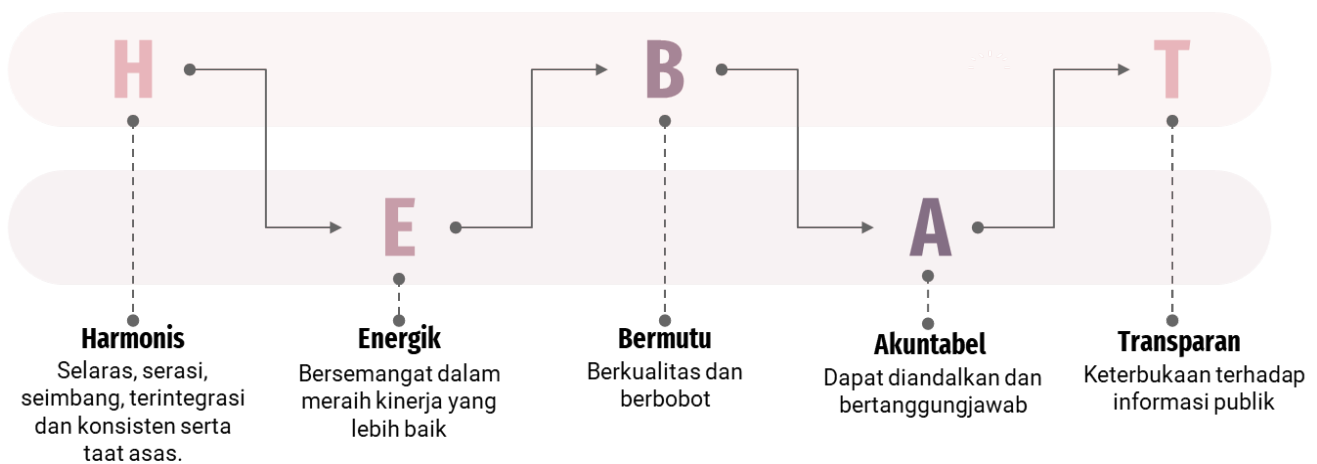 H
E
B
A
T
Harmonis
Selaras, serasi,
seimbang, terintegrasi
dan konsisten serta
taat asas.
Energik
Bersemangat dalam
meraih kinerja yang
lebih baik
Bermutu
Berkualitas dan
berbobot
Akuntabel
Dapat diandalkan dan
bertanggungjawab
Transparan
Keterbukaan terhadap
informasi publik